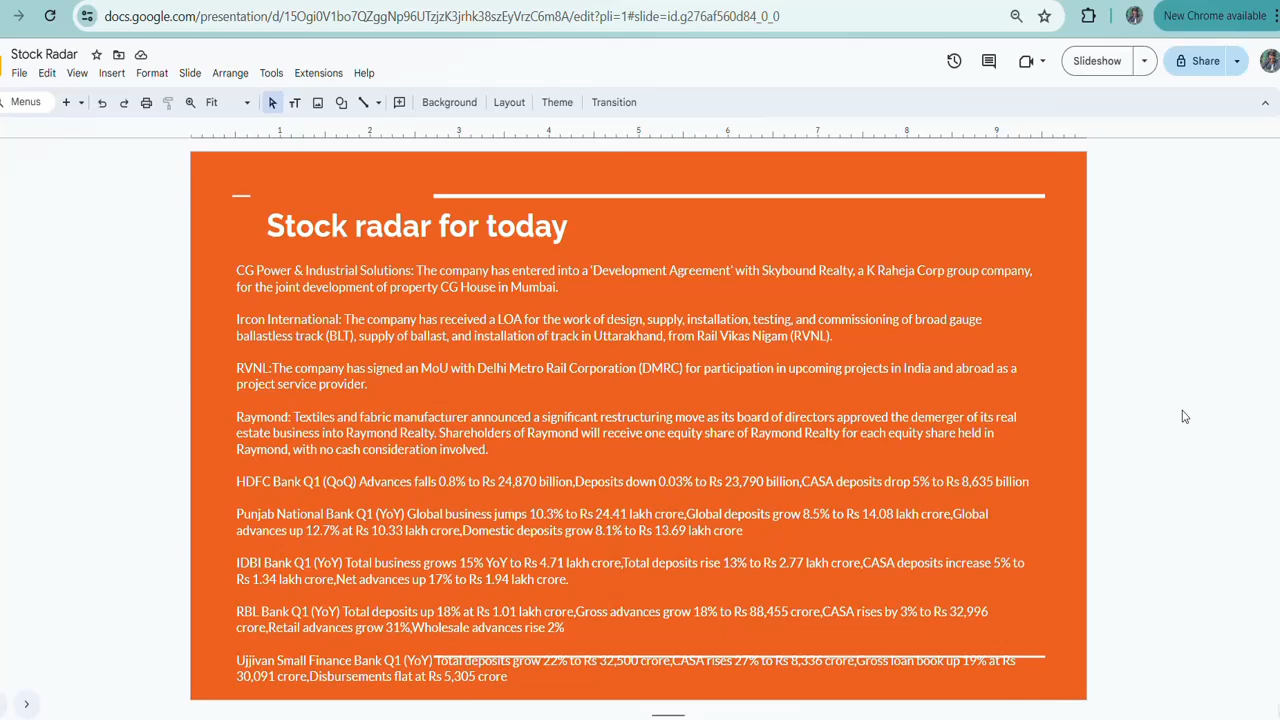 docs.google.com/presentation/d/15Ogi0V1bo7QZggNp96UTzjzK3jrhk38szEyVrzC6m8A/edit?pli=1#slide=id.g276af560d84_0_0
New Chrome available
Stock Radar
File Edit View Insert Format Slide Arrange Tools Extensions Help
Slideshow
Share
Menus
Fit
Background Layout Theme Transition
1 2 3 4 5 6 7 8 9
Stock radar for today
CG Power & Industrial Solutions: The company has entered into a 'Development Agreement' with Skybound Realty, a K Raheja Corp group company,
for the joint development of property CG House in Mumbai.
Ircon International: The company has received a LOA for the work of design, supply, installation, testing, and commissioning of broad gauge
ballastless track (BLT), supply of ballast, and installation of track in Uttarakhand, from Rail Vikas Nigam (RVNL).
RVNL:The company has signed an MoU with Delhi Metro Rail Corporation (DMRC) for participation in upcoming projects in India and abroad as a
project service provider.
Raymond: Textiles and fabric manufacturer announced a significant restructuring move as its board of directors approved the demerger of its real
estate business into Raymond Realty. Shareholders of Raymond will receive one equity share of Raymond Realty for each equity share held in
Raymond, with no cash consideration involved.
HDFC Bank Q1 (QoQ) Advances falls 0.8% to Rs 24,870 billion,Deposits down 0.03% to Rs 23,790 billion,CASA deposits drop 5% to Rs 8,635 billion
Punjab National Bank Q1 (YoY) Global business jumps 10.3% to Rs 24.41 lakh crore,Global deposits grow 8.5% to Rs 14.08 lakh crore,Global
advances up 12.7% at Rs 10.33 lakh crore,Domestic deposits grow 8.1% to Rs 13.69 lakh crore
IDBI Bank Q1 (YoY) Total business grows 15% YoY to Rs 4.71 lakh crore,Total deposits rise 13% to Rs 2.77 lakh crore,CASA deposits increase 5% to
Rs 1.34 lakh crore,Net advances up 17% to Rs 1.94 lakh crore.
RBL Bank Q1 (YoY) Total deposits up 18% at Rs 1.01 lakh crore,Gross advances grow 18% to Rs 88,455 crore,CASA rises by 3% to Rs 32,996
crore,Retail advances grow 31%,Wholesale advances rise 2%
Ujjivan Small Finance Bank Q1 (YoY) Total deposits grow 22% to Rs 32,500 crore,CASA rises 27% to Rs 8,336 crore,Gross loan book up 19% at Rs
30,091 crore,Disbursements flat at Rs 5,305 crore